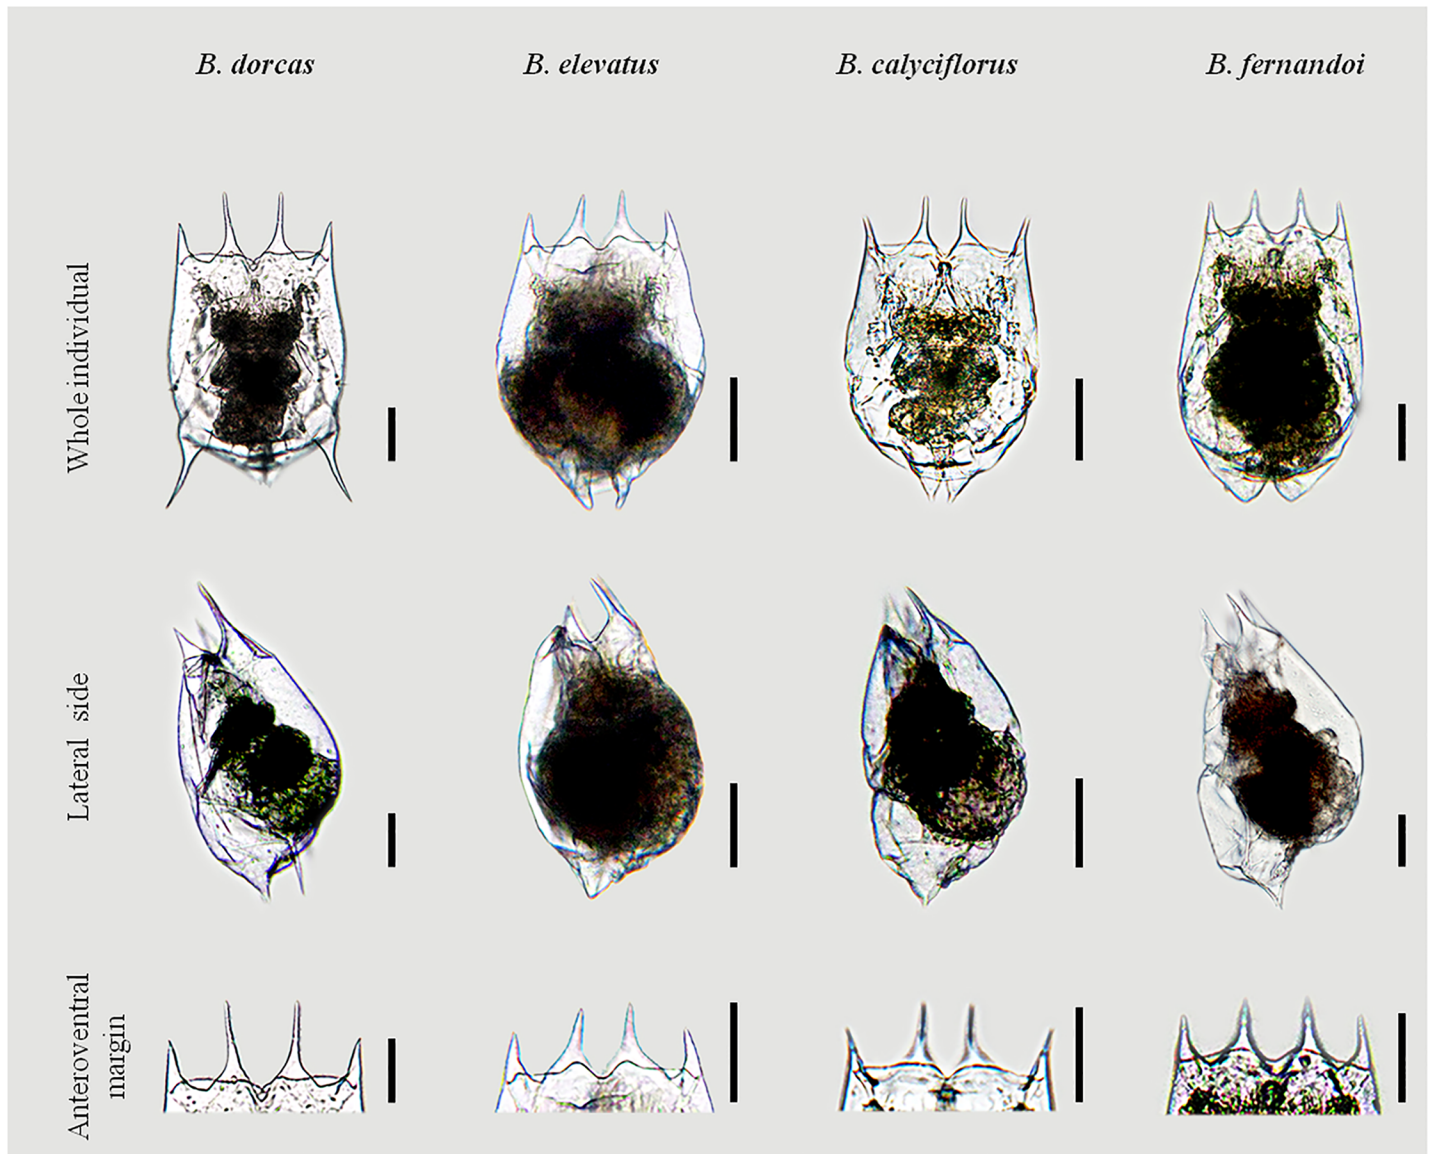 B. dorcas
B. elevatus
B. calyciflorus
B. fernandoi
Whole individual
Lateral side
Anteroventral
margin